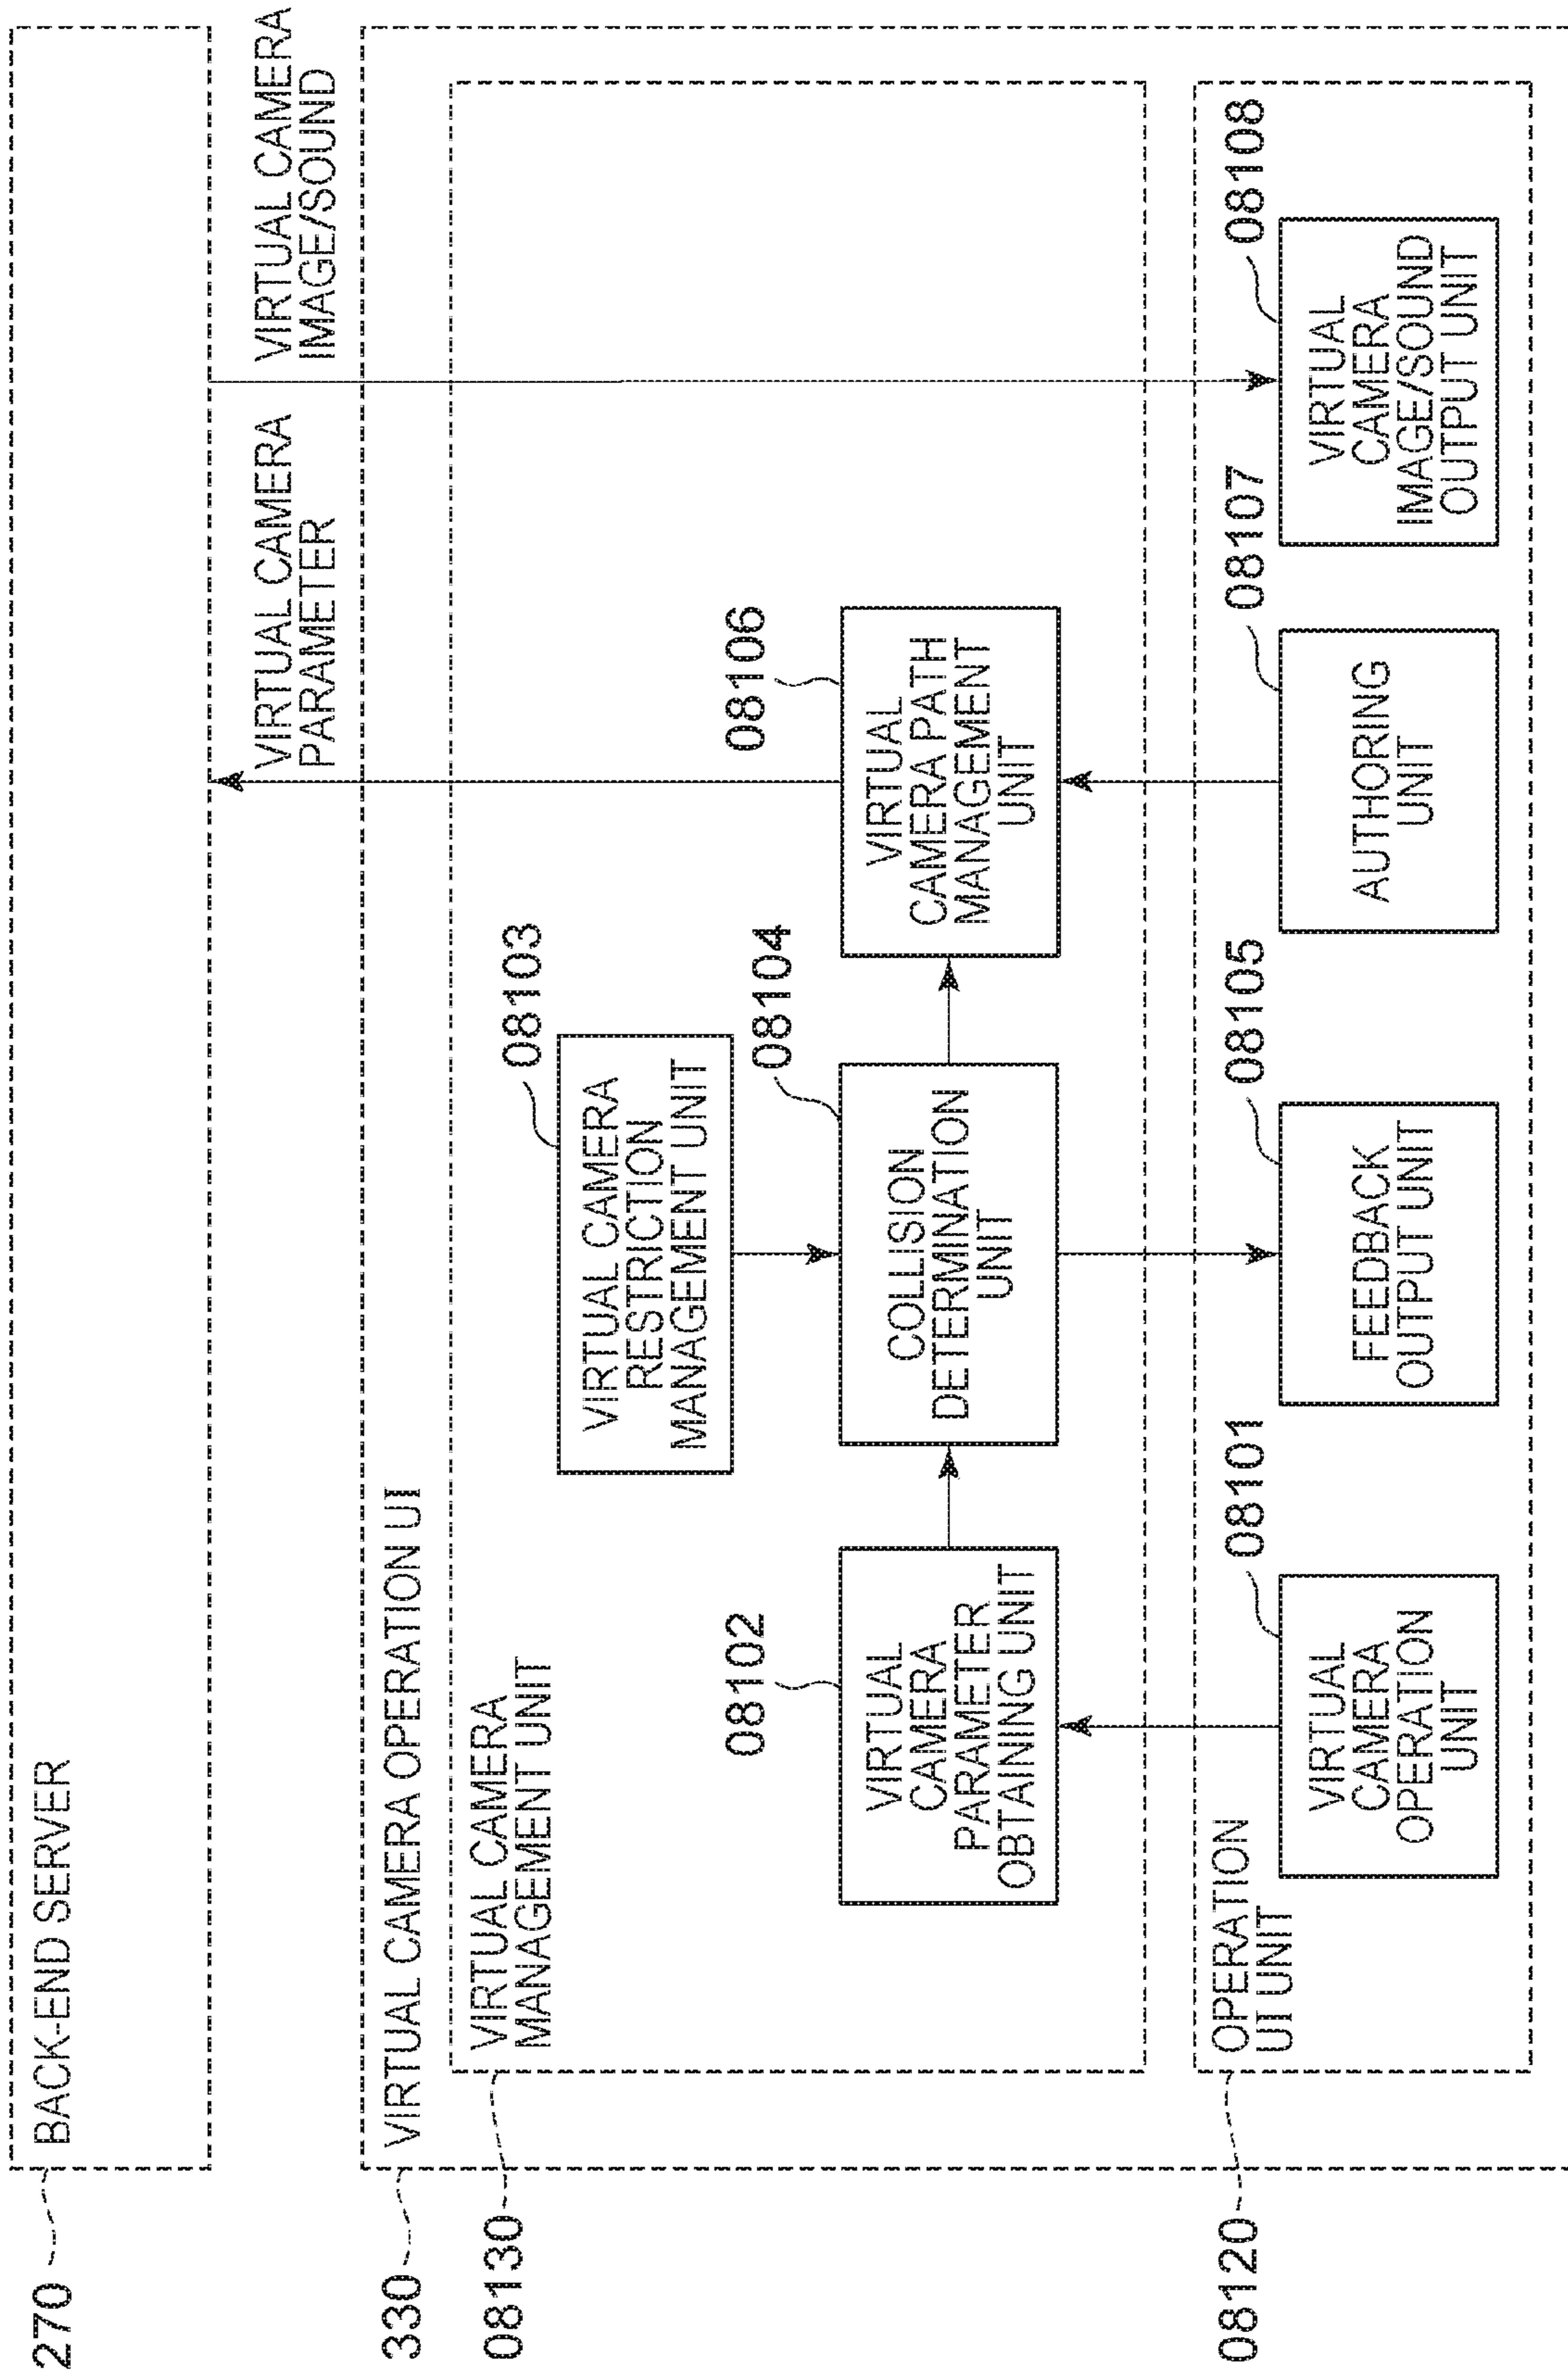 270
BACK-END SERVER
VIRTUAL CAMERA
PARAMETER
VIRTUAL CAMERA
IMAGE/SOUND
330
VIRTUAL CAMERA OPERATION UI
08130
VIRTUAL CAMERA
MANAGEMENT UNIT
08103
VIRTUAL CAMERA
RESTRICTION
MANAGEMENT UNIT
08102
VIRTUAL
CAMERA
PARAMETER
OBTAINING UNIT
08104
COLLISION
DETERMINATION
UNIT
08106
VIRTUAL
CAMERA PATH
MANAGEMENT
UNIT
08120
OPERATION
UI UNIT
08101
VIRTUAL
CAMERA
OPERATION
UNIT
08105
FEEDBACK
OUTPUT UNIT
08107
AUTHORING
UNIT
08108
VIRTUAL
CAMERA
IMAGE/SOUND
OUTPUT UNIT